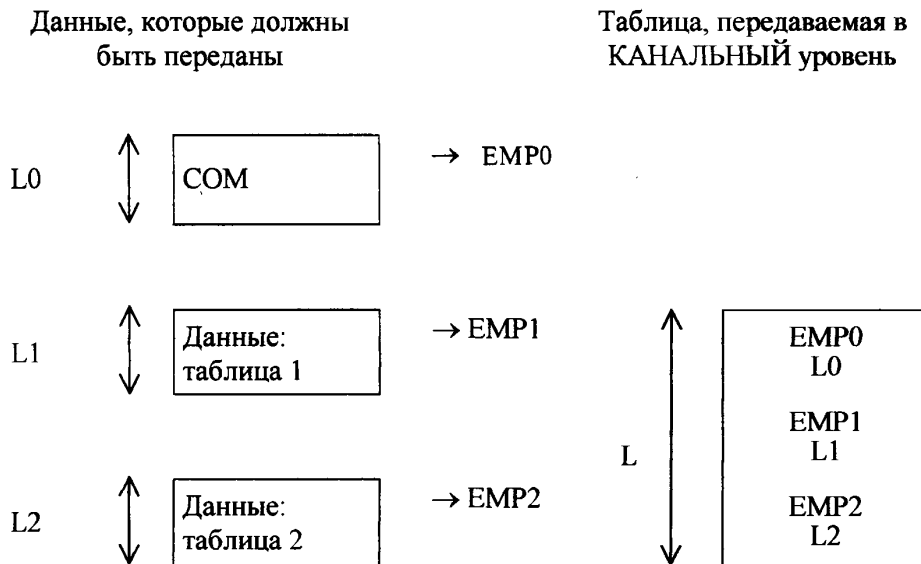 Данные, которые должны
быть переданы
Таблица, передаваемая в
КАНАЛЬНЫЙ уровень
L0
COM
→ EMP0
L1
Данные:
таблица 1
→ EMP1
L2
Данные:
таблица 2
→ EMP2
L
EMP0
L0
EMP1
L1
EMP2
L2